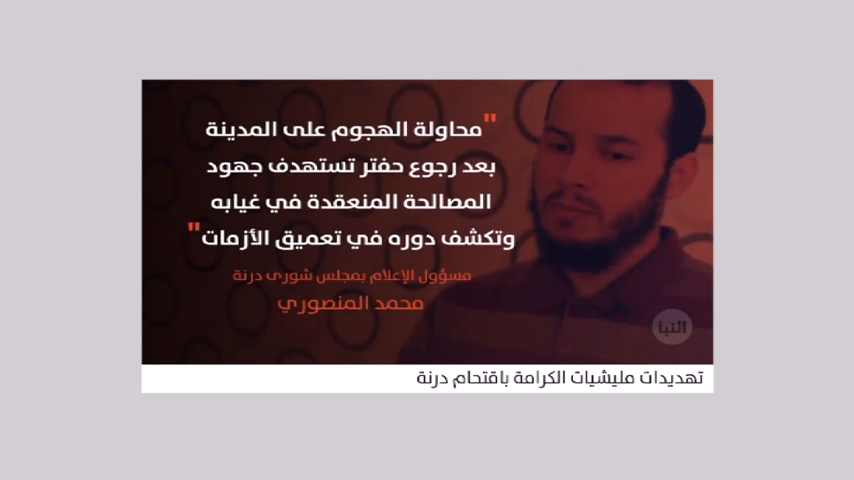 "محاولة الهجوم على المدينة
بعد رجوع حفتر تستهدف جهود
المصالحة المنعقدة في غيابه
وتكشف دوره في تعميق الأزمات"
مسؤول الإعلام بمجلس شورى درنة
محمد المنصوري
النبأ
تهديدات مليشيات الكرامة باقتحام درنة